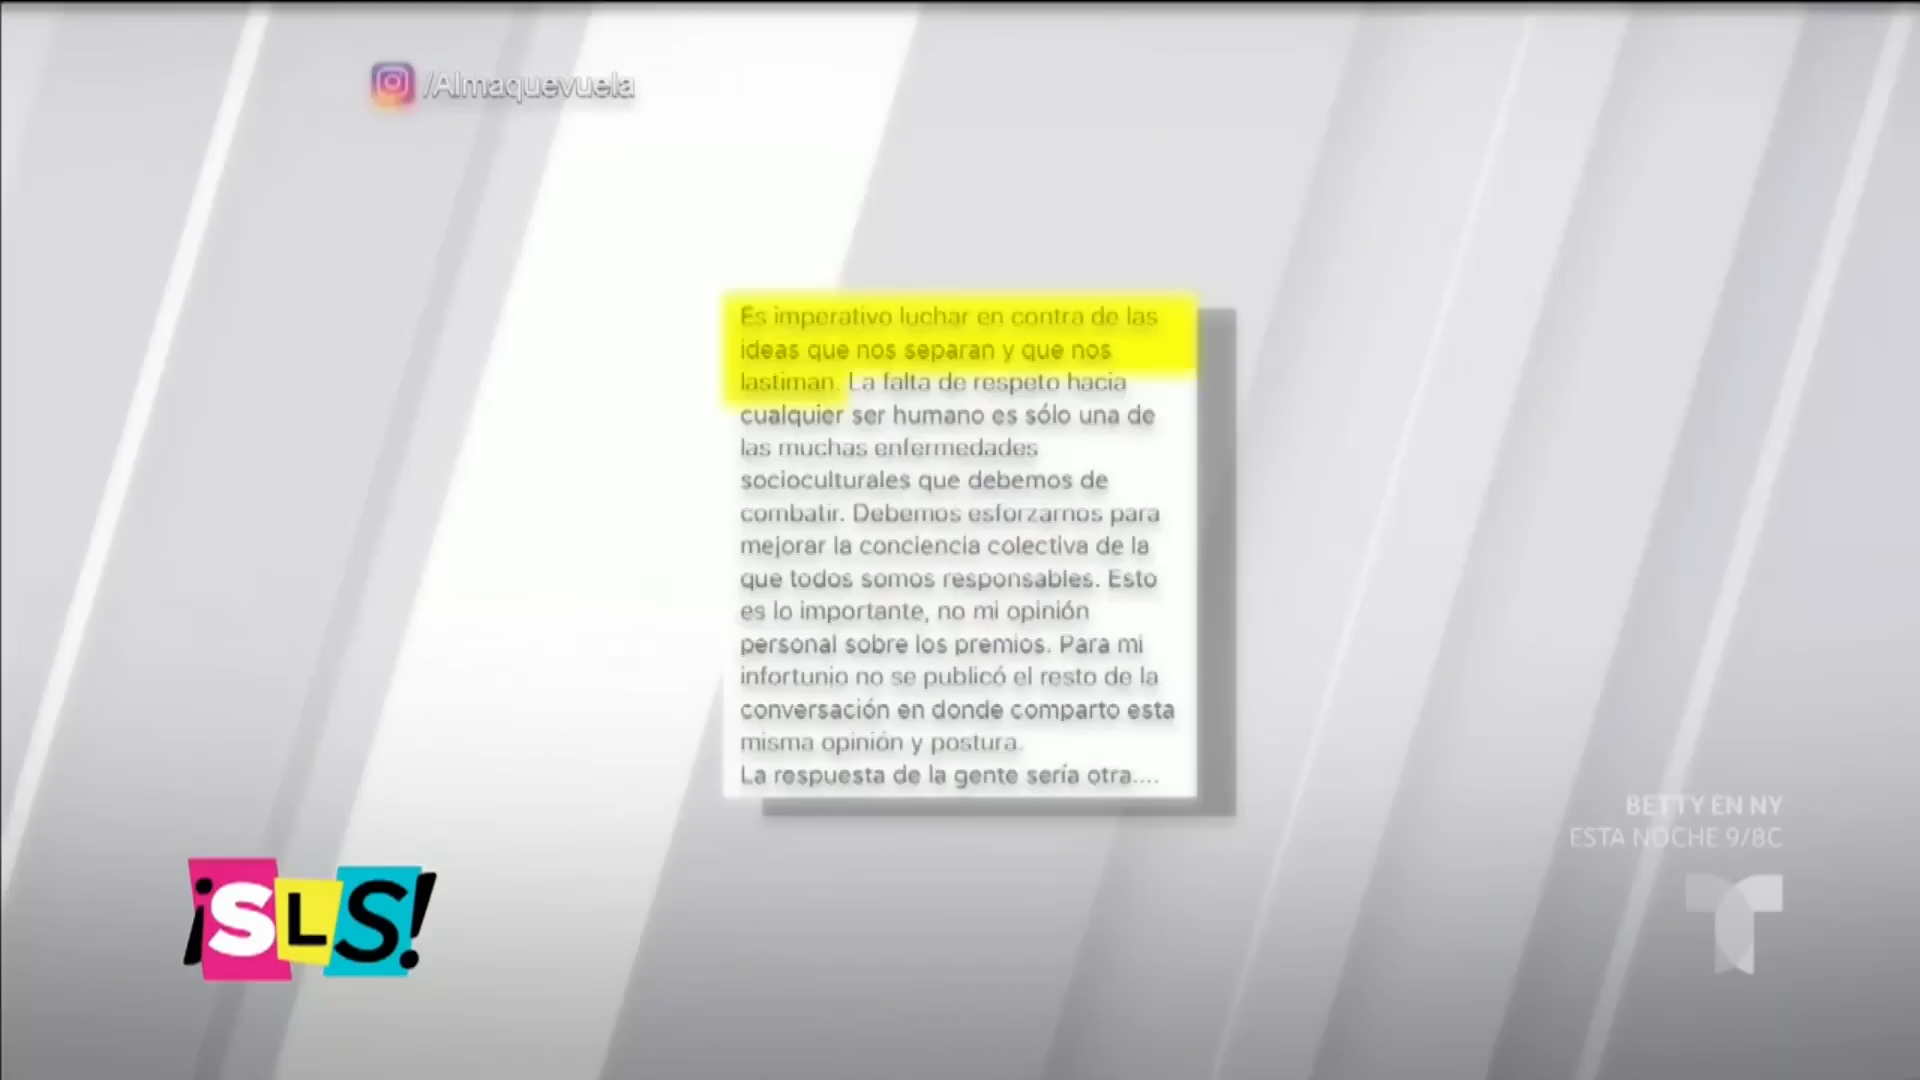 /Almaquevuela
Es imperativo luchar en contra de las
ideas que nos separan y que nos
lastiman. La falta de respeto hacia
cualquier ser humano es sólo una de
las muchas enfermedades
socioculturales que debemos de
combatir. Debemos esforzarnos para
mejorar la conciencia colectiva de la
que todos somos responsables. Esto
es lo importante, no mi opinión
personal sobre los premios. Para mi
infortunio no se publicó el resto de la
conversación en donde comparto esta
misma opinión y postura.
La respuesta de la gente sería otra....
BETTY EN NY
ESTA NOCHE 9/8C
¡SLS!